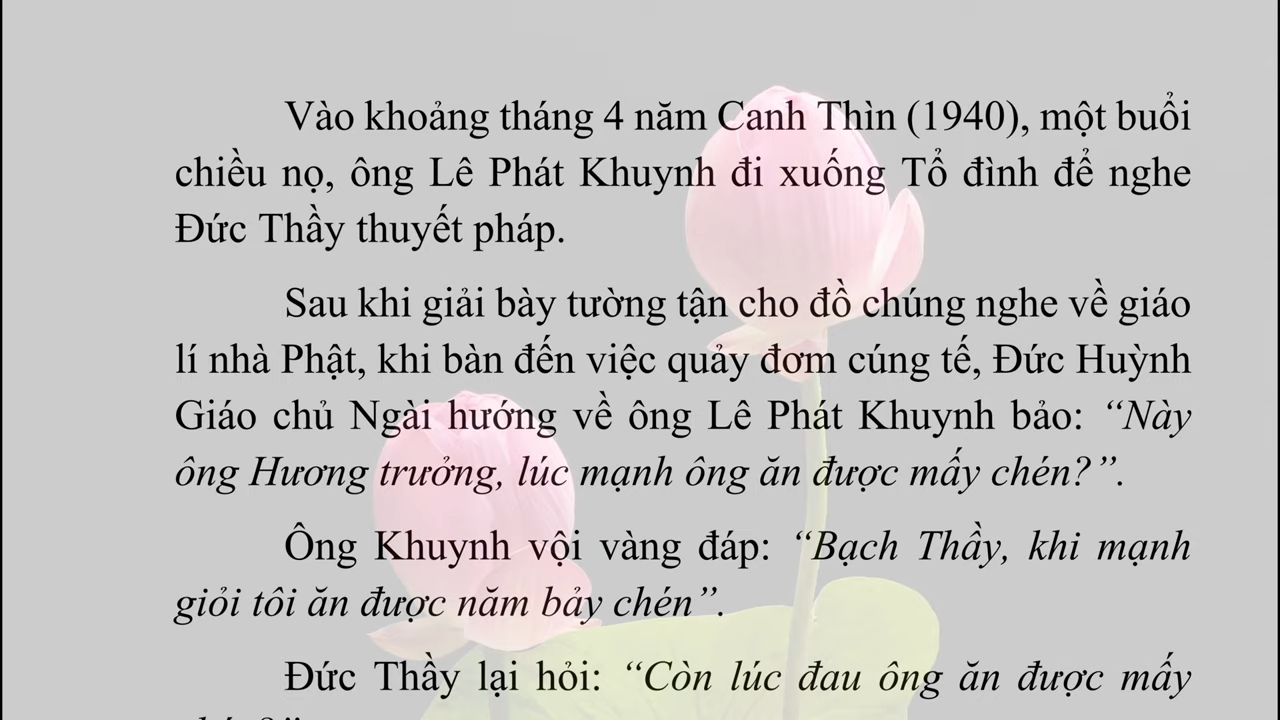 Vào khoảng tháng 4 năm Canh Thìn (1940), một buổi
chiều nọ, ông Lê Phát Khuynh đi xuống Tổ đình để nghe
Đức Thầy thuyết pháp.
Sau khi giải bày tường tận cho đồ chúng nghe về giáo
lí nhà Phật, khi bàn đến việc quảy đơm cúng tế, Đức Huỳnh
Giáo chủ Ngài hướng về ông Lê Phát Khuynh bảo: “Này
ông Hương trưởng, lúc mạnh ông ăn được mấy chén?”.
Ông Khuynh vội vàng đáp: “Bạch Thầy, khi mạnh
giỏi tôi ăn được năm bảy chén”.
Đức Thầy lại hỏi: “Còn lúc đau ông ăn được mấy